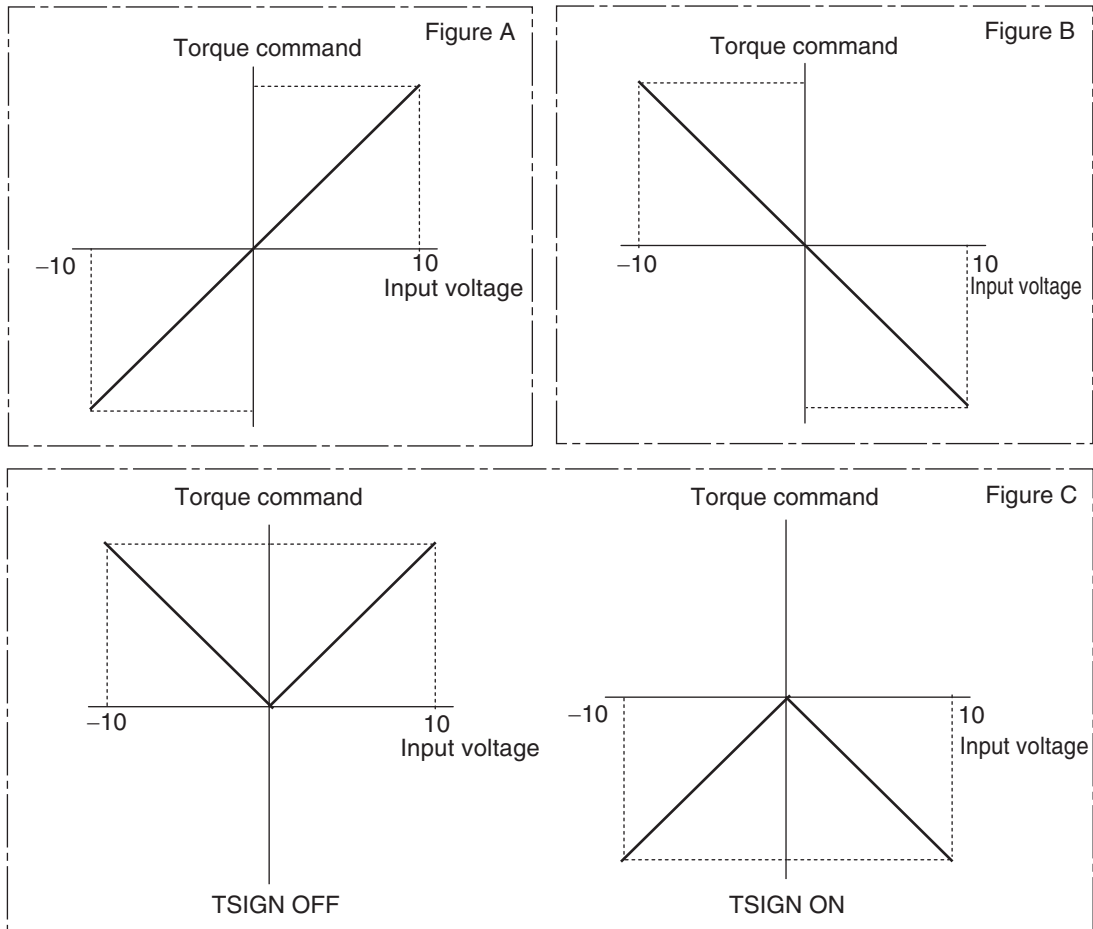 Figure A
Torque command
−10
10
Input voltage
Figure B
Torque command
−10
10
Input voltage
Figure C
Torque command
−10
10
Input voltage
TSIGN OFF
Torque command
−10
10
Input voltage
TSIGN ON